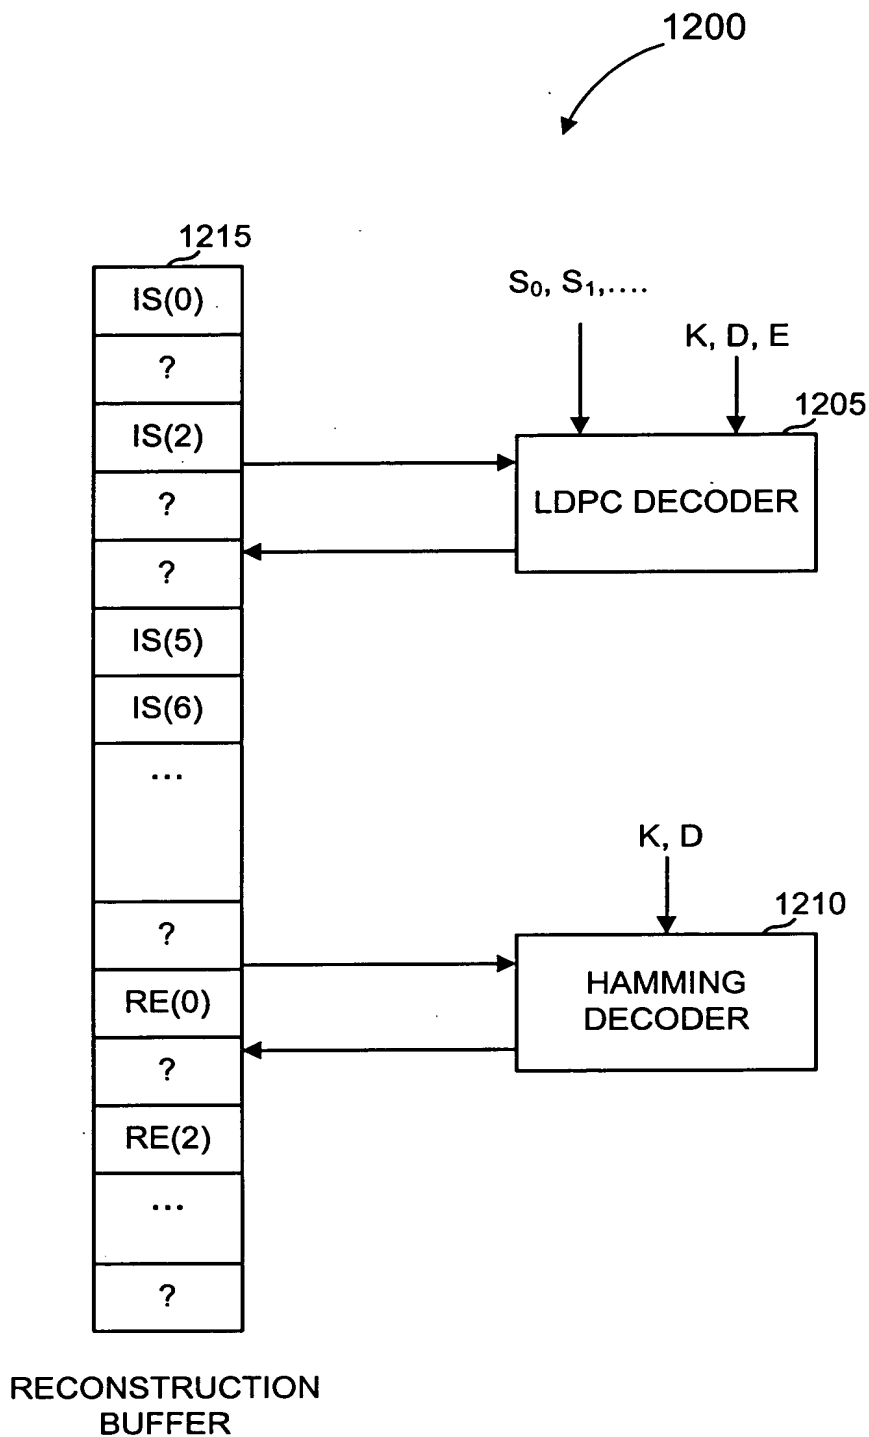 1200
1215
IS(0)
?
IS(2)
?
?
IS(5)
IS(6)
...
?
RE(0)
?
RE(2)
...
?
RECONSTRUCTION
BUFFER
S₀, S₁,....
K, D, E
1205
LDPC DECODER
K, D
1210
HAMMING
DECODER